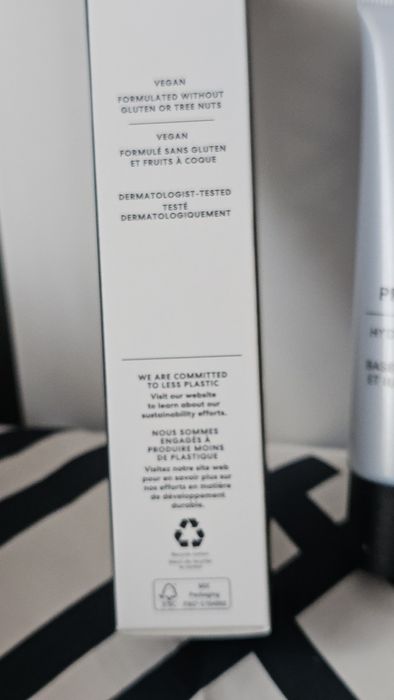 VEGAN
FORMULATED WITHOUT
GLUTEN OR TREE NUTS
VEGAN
FORMULÉ SANS GLUTEN
ET FRUITS À COQUE
DERMATOLOGIST-TESTED
TESTÉ
DERMATOLOGIQUEMENT
WE ARE COMMITTED
TO LESS PLASTIC
Visit our website
to learn about our
sustainability efforts.
NOUS SOMMES
ENGAGÉS À
PRODUIRE MOINS
DE PLASTIQUE
Visitez notre site web
pour en savoir plus sur
nos efforts en matière
de développement
durable.
FSC
MIX
Packaging